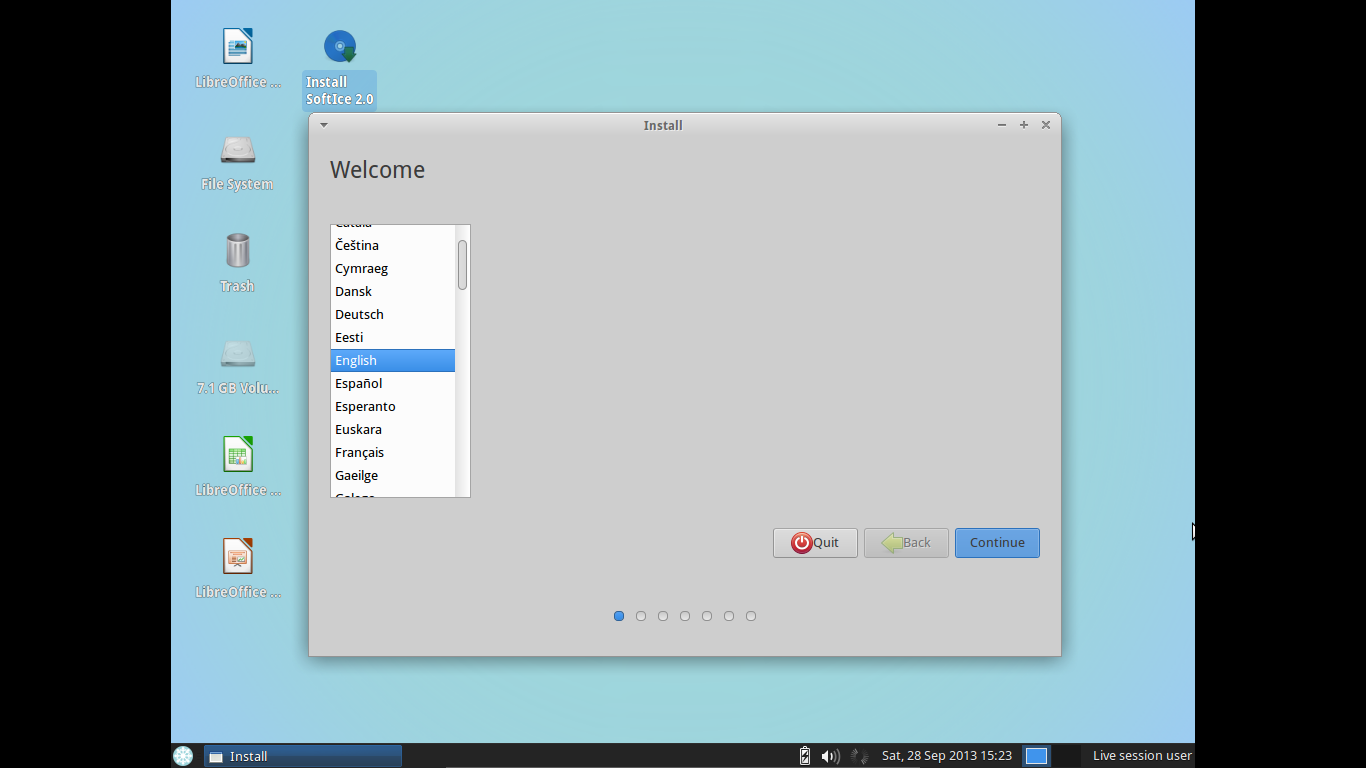 LibreOffice ...
Install
SoftIce 2.0
File System
Trash
7.1 GB Volu...
LibreOffice ...
LibreOffice ...
Install
Welcome
Čeština
Cymraeg
Dansk
Deutsch
Eesti
English
Español
Esperanto
Euskara
Français
Gaeilge
Quit
Back
Continue
Install
Sat, 28 Sep 2013 15:23
Live session user